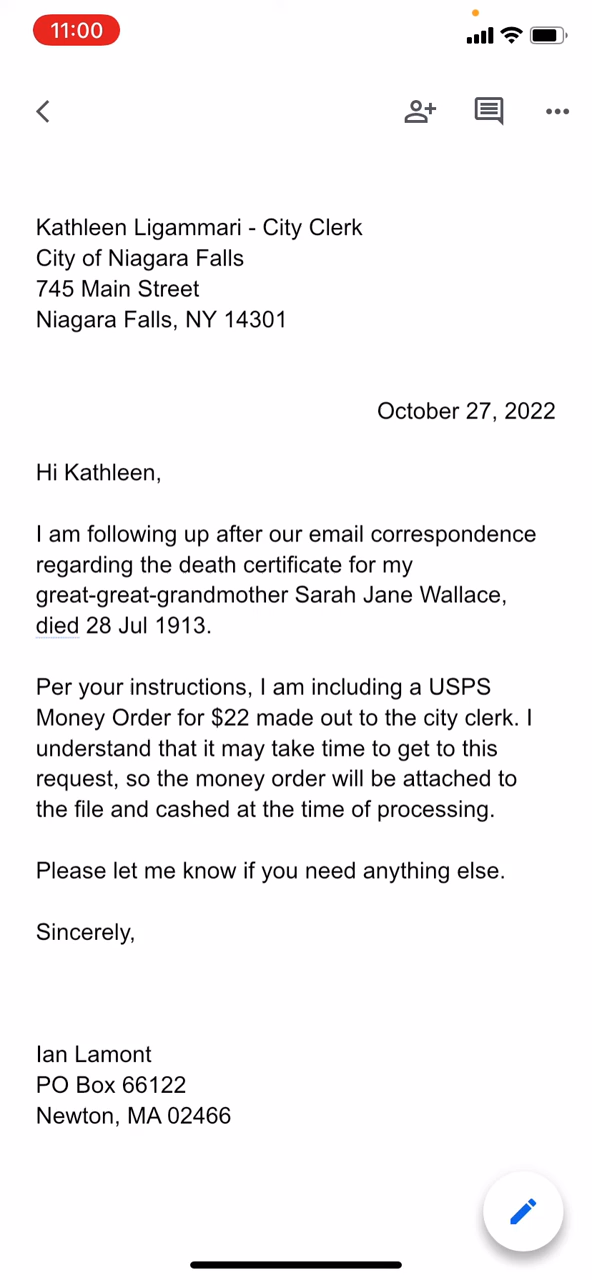 11:00
Kathleen Ligammari - City Clerk
City of Niagara Falls
745 Main Street
Niagara Falls, NY 14301
October 27, 2022
Hi Kathleen,
I am following up after our email correspondence
regarding the death certificate for my
great-great-grandmother Sarah Jane Wallace,
died 28 Jul 1913.
Per your instructions, I am including a USPS
Money Order for $22 made out to the city clerk. I
understand that it may take time to get to this
request, so the money order will be attached to
the file and cashed at the time of processing.
Please let me know if you need anything else.
Sincerely,
Ian Lamont
PO Box 66122
Newton, MA 02466